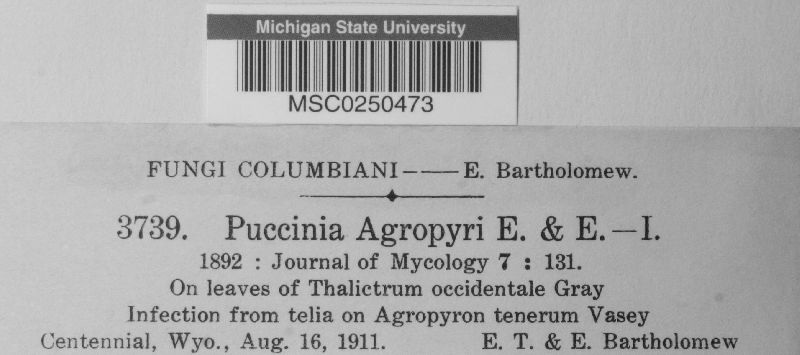 Michigan State University
MSC0250473
FUNGI COLUMBIANI——E. Bartholomew.
3739. Puccinia Agropyri E. & E.—I.
1892 : Journal of Mycology 7 : 131.
On leaves of Thalictrum occidentale Gray
Infection from telia on Agropyron tenerum Vasey
Centennial, Wyo., Aug. 16, 1911. E. T. & E. Bartholomew